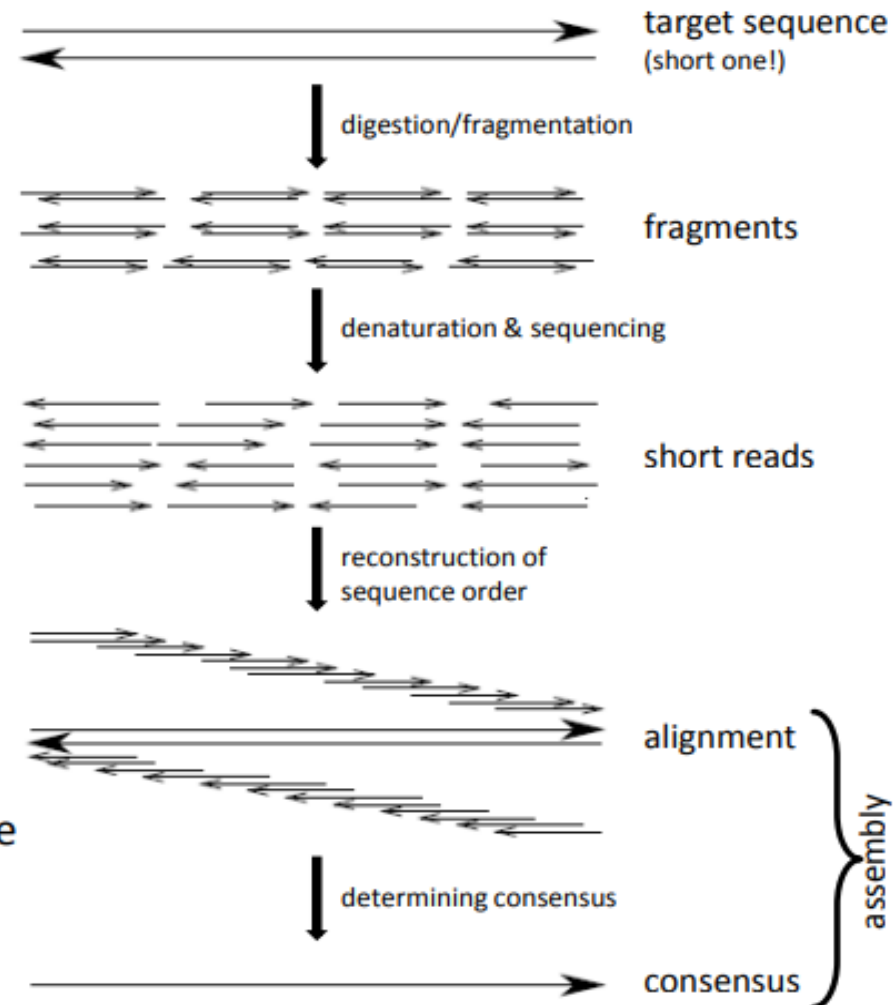 target sequence
(short one!)
digestion/fragmentation
fragments
denaturation & sequencing
short reads
reconstruction of
sequence order
alignment
e
determining consensus
assembly
consensus